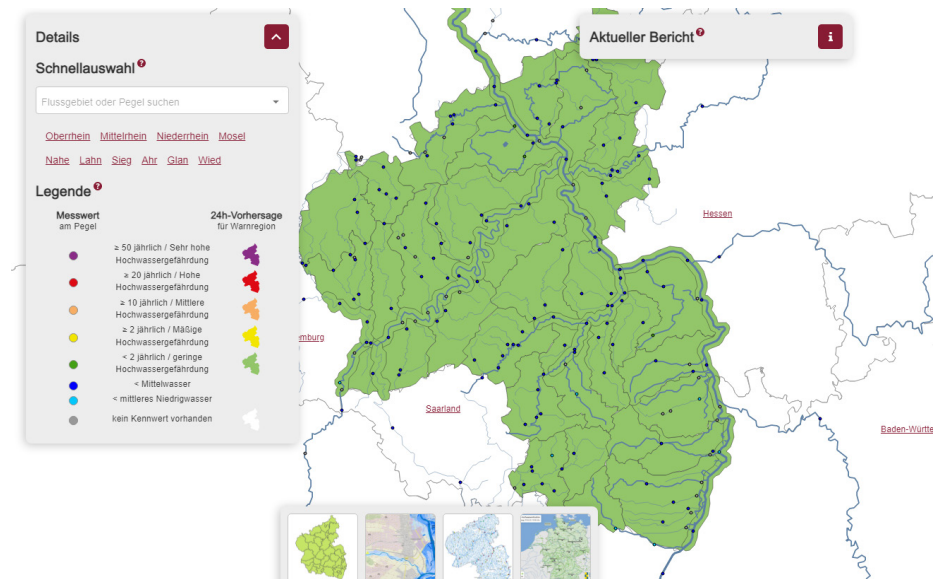 Details
Schnellauswahl ?
Flussgebiet oder Pegel suchen
Oberrhein Mittelrhein Niederrhein Mosel
Nahe Lahn Sieg Ahr Glan Wied
Legende ?
Messwert
am Pegel
24h-Vorhersage
für Warnregion
≥ 50 jährlich / Sehr hohe
Hochwassergefährdung
≥ 20 jährlich / Hohe
Hochwassergefährdung
≥ 10 jährlich / Mittlere
Hochwassergefährdung
≥ 2 jährlich / Mäßige
Hochwassergefährdung
< 2 jährlich / geringe
Hochwassergefährdung
< Mittelwasser
< mittleres Niedrigwasser
kein Kennwert vorhanden
Aktueller Bericht ?
i
Hessen
emburg
Saarland
Baden-Württe